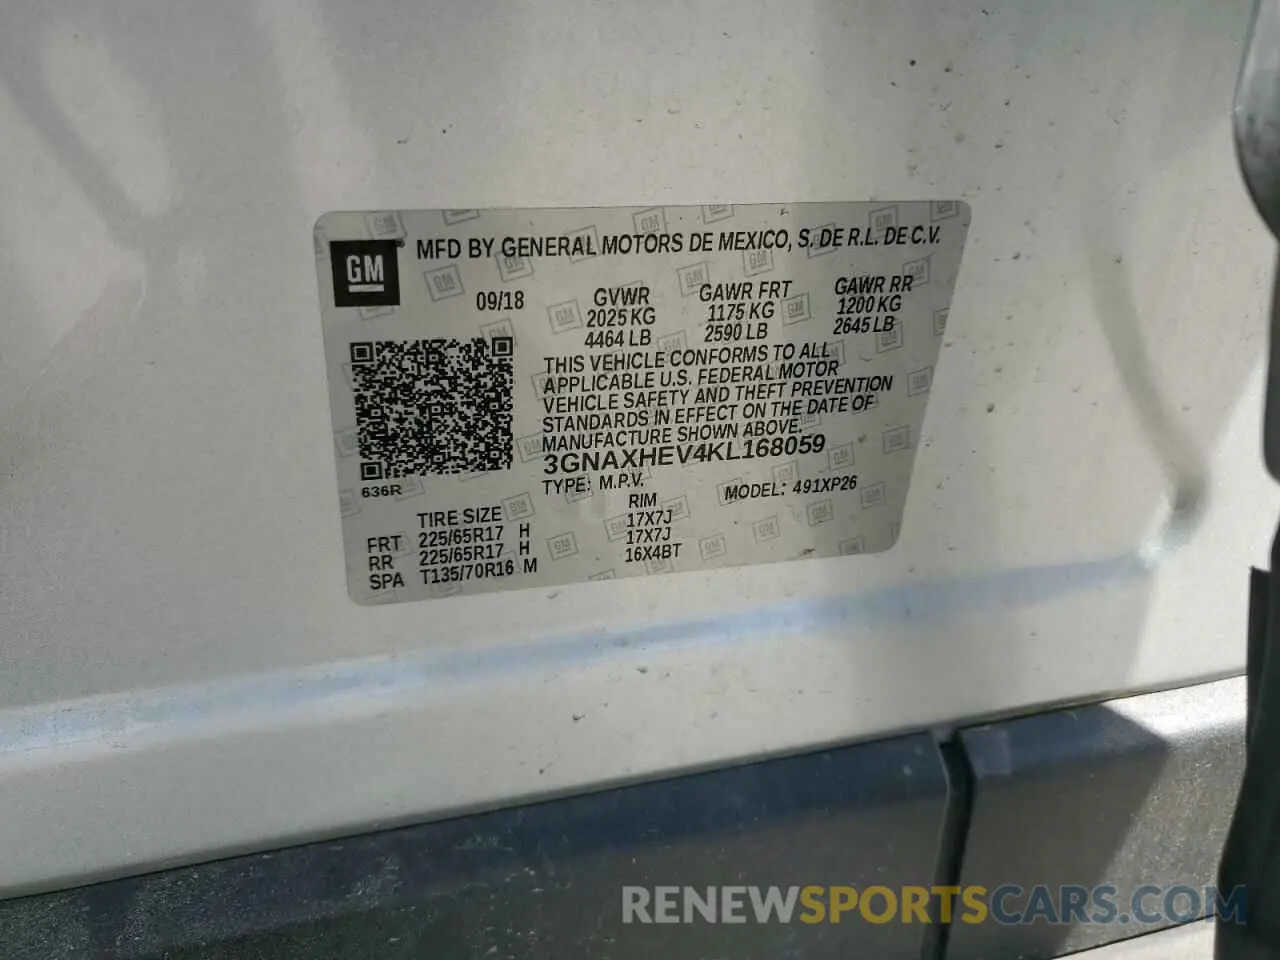 GM ® MFD BY GENERAL MOTORS DE MEXICO, S. DE R.L. DE C.V.
09/18 GVWR GAWR FRT GAWR RR
2025 KG 1175 KG 1200 KG
4464 LB 2590 LB 2645 LB
THIS VEHICLE CONFORMS TO ALL
APPLICABLE U.S. FEDERAL MOTOR
VEHICLE SAFETY AND THEFT PREVENTION
STANDARDS IN EFFECT ON THE DATE OF
MANUFACTURE SHOWN ABOVE.
3GNAXHEV4KL168059
636R TYPE: M.P.V. MODEL: 491XP26
TIRE SIZE RIM
FRT 225/65R17 H 17X7J
RR 225/65R17 H 17X7J
SPA T135/70R16 M 16X4BT
RENEWSPORTSCARS.COM